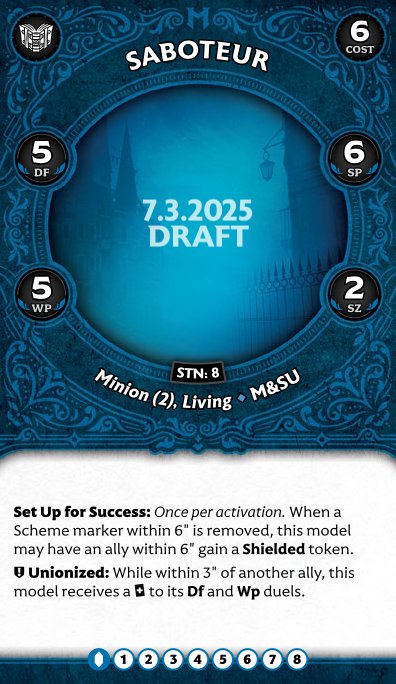 6
COST
SABOTEUR
5
DF
6
SP
7.3.2025
DRAFT
5
WP
2
SZ
STN: 8
Minion (2), Living ⬥ M&SU
Set Up for Success: Once per activation. When a
Scheme marker within 6" is removed, this model
may have an ally within 6" gain a Shielded token.
Unionized: While within 3" of another ally, this
model receives a to its Df and Wp duels.
1 2 3 4 5 6 7 8